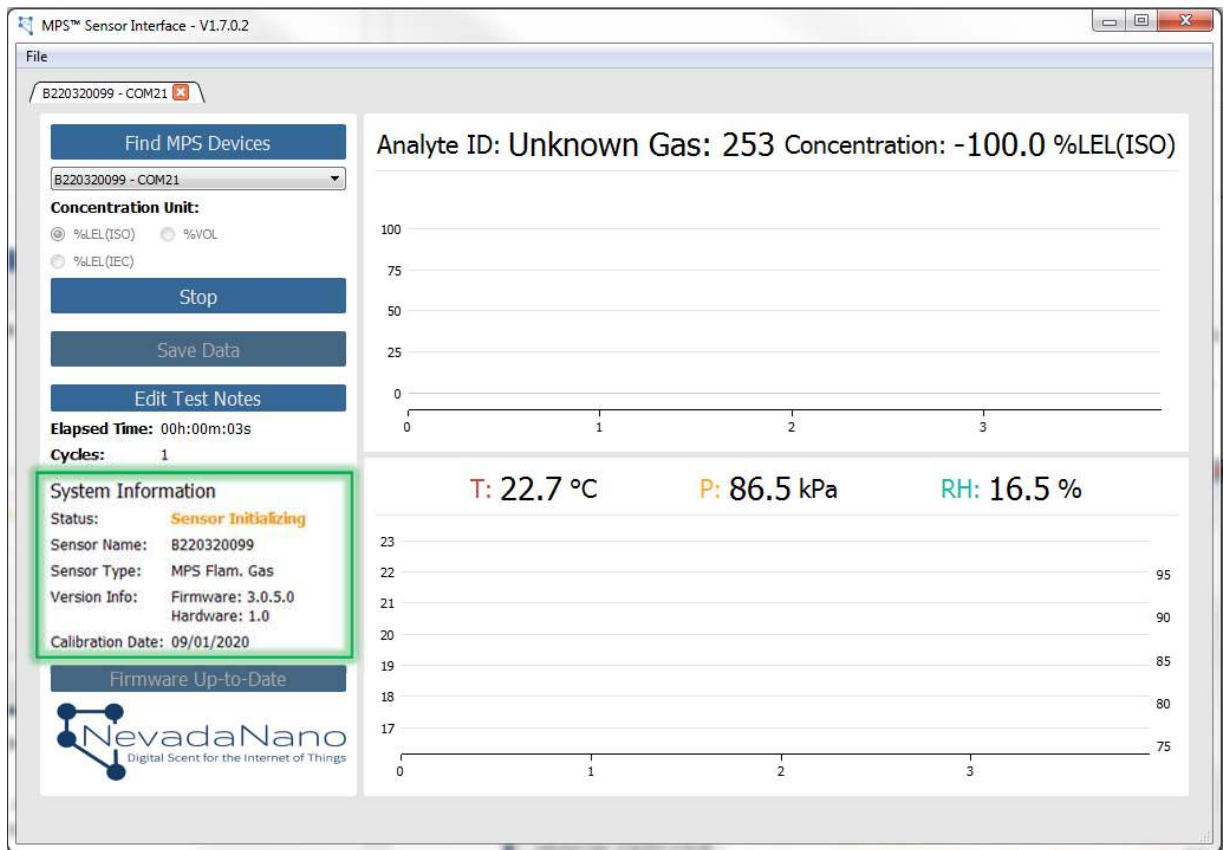 MPS™ Sensor Interface - V1.7.0.2
File
B220320099 - COM21
Find MPS Devices
B220320099 - COM21
Concentration Unit:
%LEL(ISO) %VOL
%LEL(IEC)
Stop
Save Data
Edit Test Notes
Elapsed Time: 00h:00m:03s
Cycles: 1
System Information
Status: Sensor Initializing
Sensor Name: B220320099
Sensor Type: MPS Flam. Gas
Version Info: Firmware: 3.0.5.0
Hardware: 1.0
Calibration Date: 09/01/2020
Firmware Up-to-Date
NevadaNano
Digital Scent for the Internet of Things
Analyte ID: Unknown Gas: 253 Concentration: -100.0 %LEL(ISO)
100
75
50
25
0
0 1 2 3
T: 22.7 °C P: 86.5 kPa RH: 16.5 %
23
22 95
21 90
20
19 85
18 80
17 75
0 1 2 3